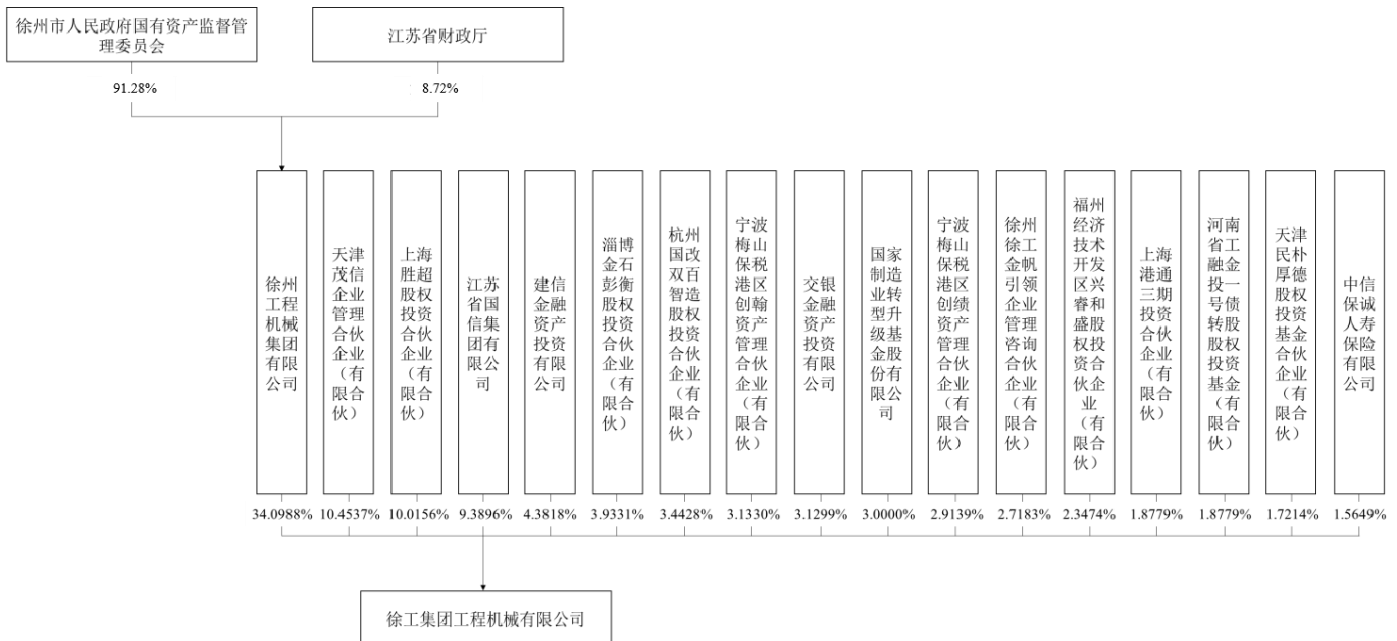 徐州市人民政府国有资产监督管
理委员会
江苏省财政厅
91.28%
8.72%
徐州工程机械集团有限公司
天津茂信企业管理合伙企业（有限合伙）
上海胜超股权投资合伙企业（有限合伙）
江苏省国信集团有限公司
建信金融资产投资有限公司
淄博金石彭衡股权投资合伙企业（有限合伙）
杭州国改双百智造股权投资合伙企业（有限合伙）
宁波梅山保税港区创翰资产管理合伙企业（有限合伙）
交银金融资产投资有限公司
国家制造业转型升级基金股份有限公司
宁波梅山保税港区创绩资产管理合伙企业（有限合伙）
徐州徐工金帆引领企业管理咨询合伙企业（有限合伙）
福州经济技术开发区兴睿和盛股权投资合伙企业（有限合伙）
上海港通三期投资合伙企业（有限合伙）
河南省工融金投一号债转股股权投资基金（有限合伙）
天津民朴厚德股权投资基金合伙企业（有限合伙）
中信保诚人寿保险有限公司
34.0988%
10.4537%
10.0156%
9.3896%
4.3818%
3.9331%
3.4428%
3.1330%
3.1299%
3.0000%
2.9139%
2.7183%
2.3474%
1.8779%
1.8779%
1.7214%
1.5649%
徐工集团工程机械有限公司